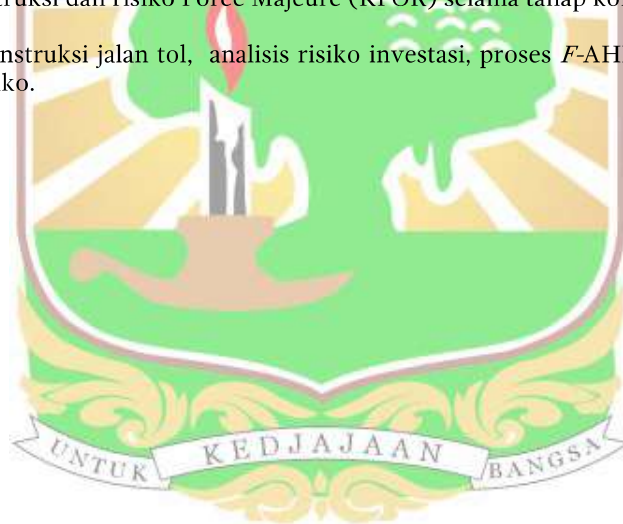 truksi dan risiko Force Majeure (RFOR) selama tahap ko
nstruksi jalan tol, analisis risiko investasi, proses F-AH
ko.
UNTUK KEDJAJAAN BANGSA